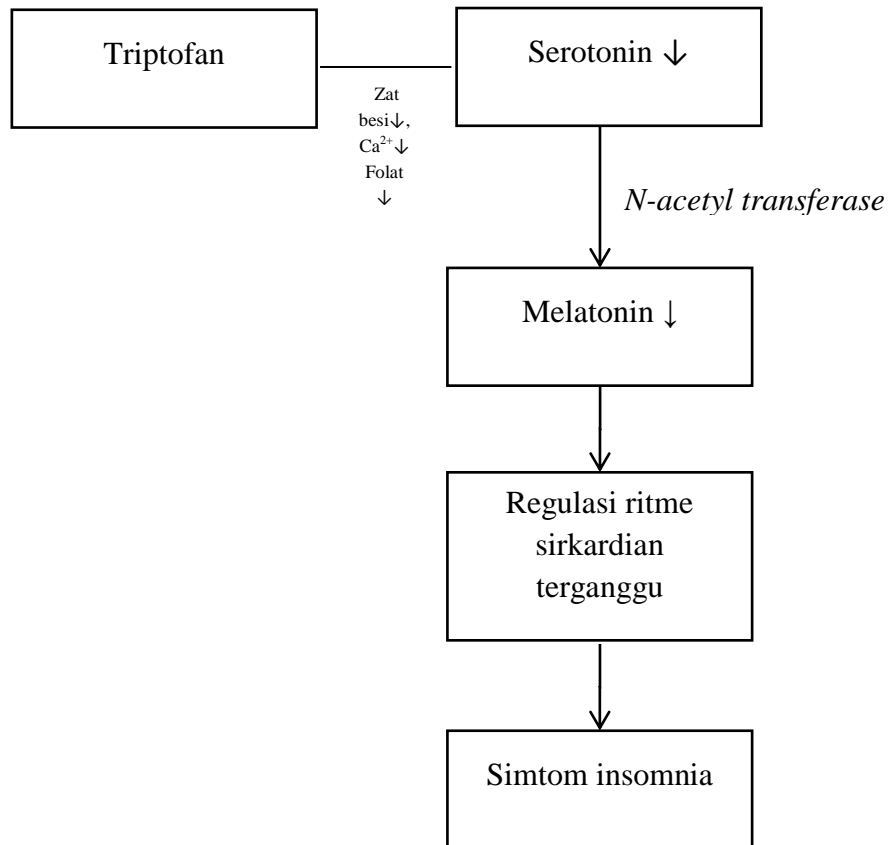 Triptofan
Serotonin ↓
Zat
besi↓,
Ca²⁺↓
Folat
↓
N-acetyl transferase
Melatonin ↓
Regulasi ritme
sirkardian
terganggu
Simtom insomnia